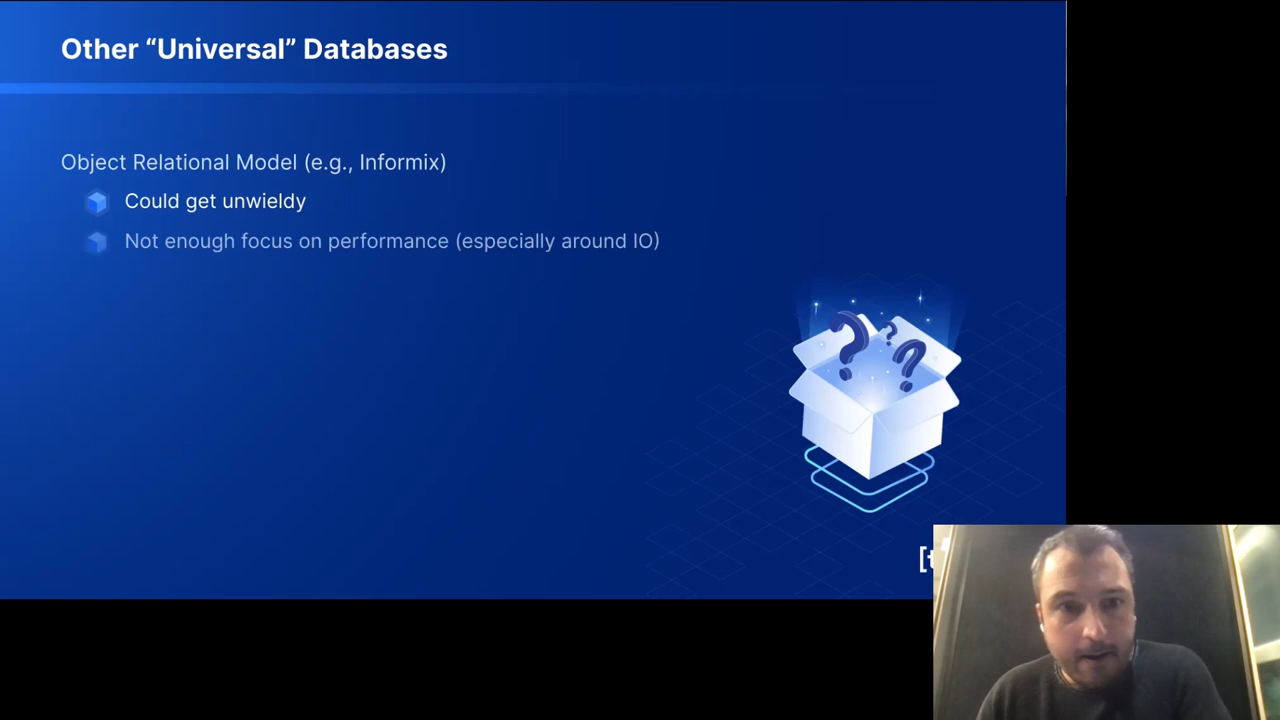 Other “Universal” Databases
Object Relational Model (e.g., Informix)
Could get unwieldy
Not enough focus on performance (especially around IO)